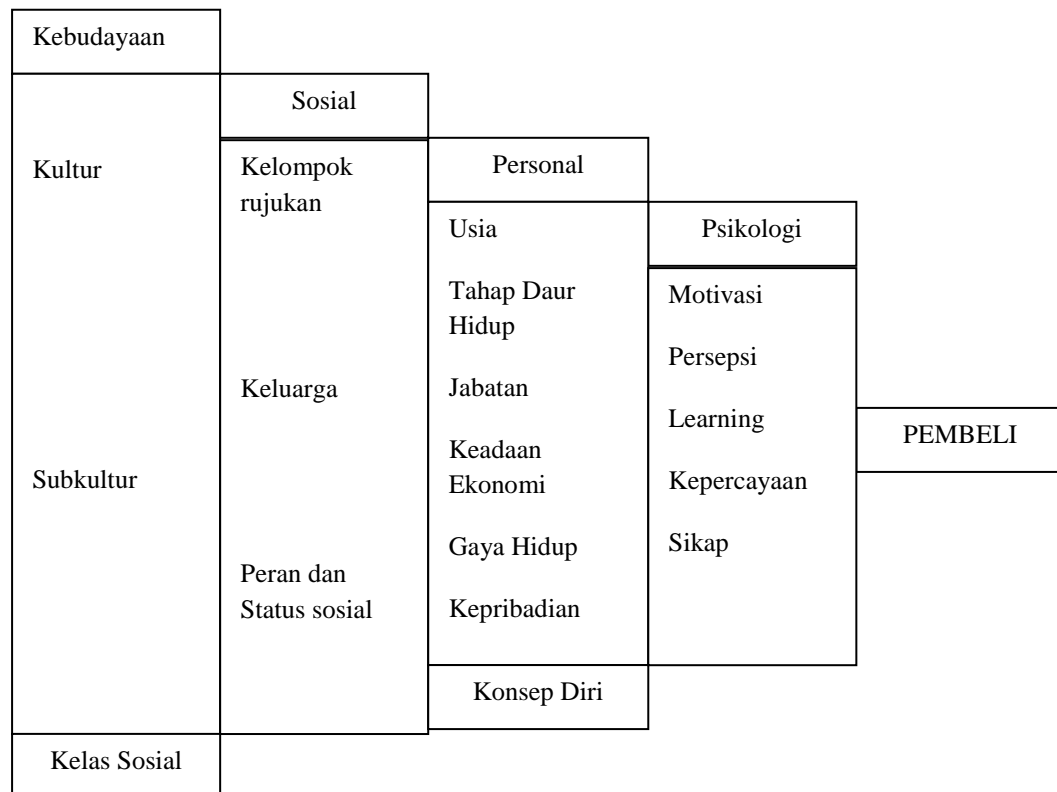 Kebudayaan
Kultur
Subkultur
Kelas Sosial
Sosial
Kelompok
rujukan
Keluarga
Peran dan
Status sosial
Personal
Usia
Tahap Daur
Hidup
Jabatan
Keadaan
Ekonomi
Gaya Hidup
Kepribadian
Konsep Diri
Psikologi
Motivasi
Persepsi
Learning
Kepercayaan
Sikap
PEMBELI